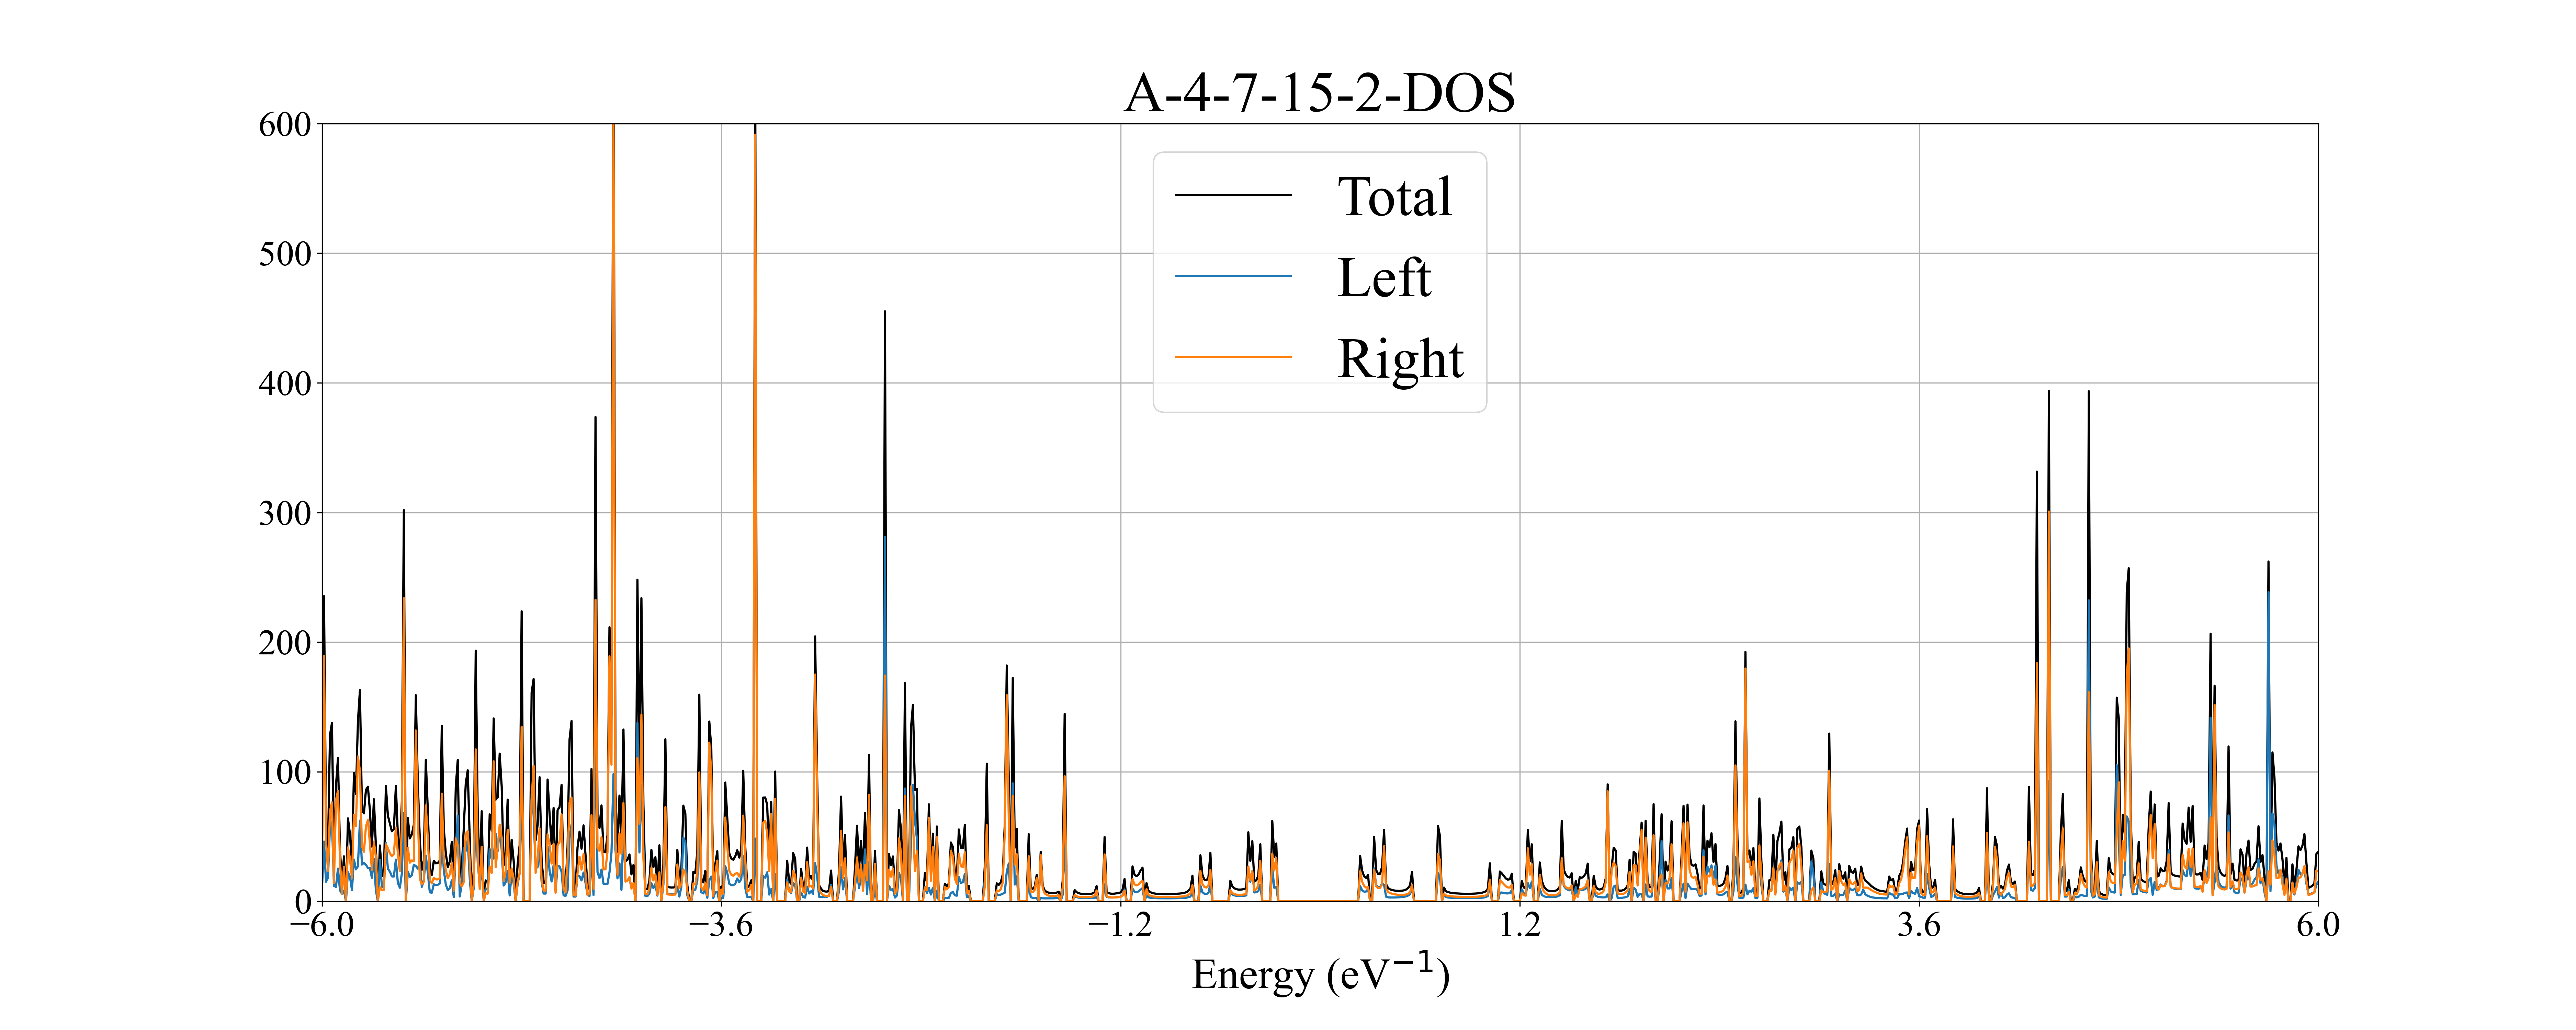 A-4-7-15-2-DOS
600
500
400
300
200
100
0
Total
Left
Right
−6.0 −3.6 −1.2 1.2 3.6 6.0
Energy (eV⁻¹)